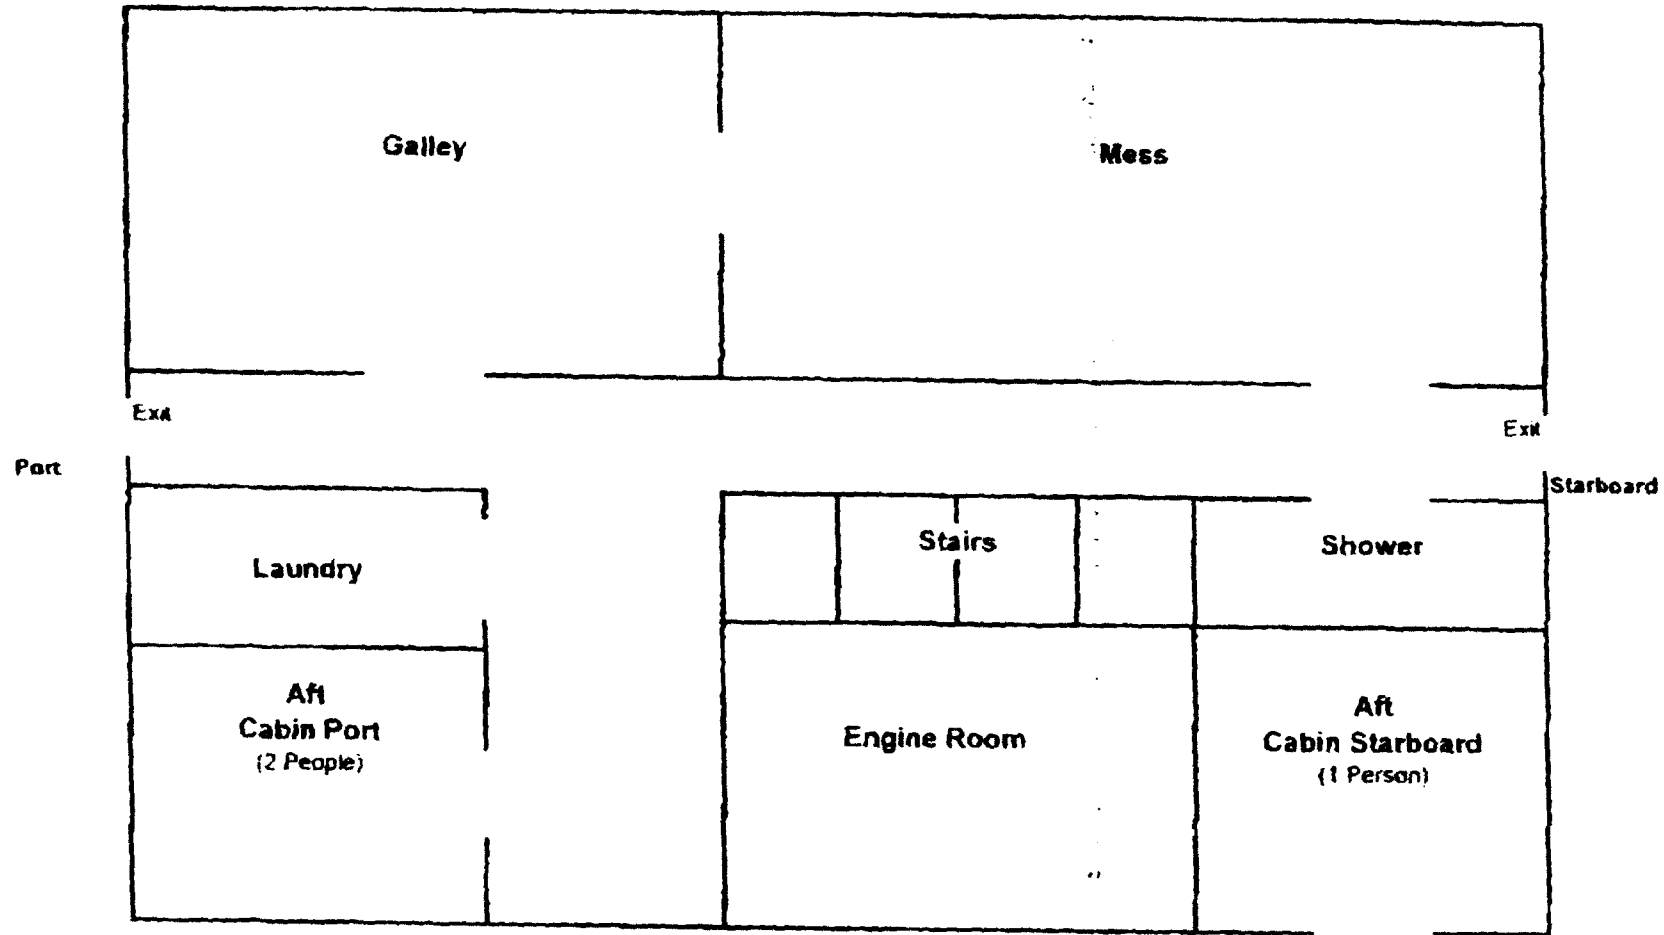 Galley
Mess
Exit
Exit
Port
Starboard
Laundry
Stairs
Shower
Aft
Cabin Port
(2 People)
Engine Room
Aft
Cabin Starboard
(1 Person)